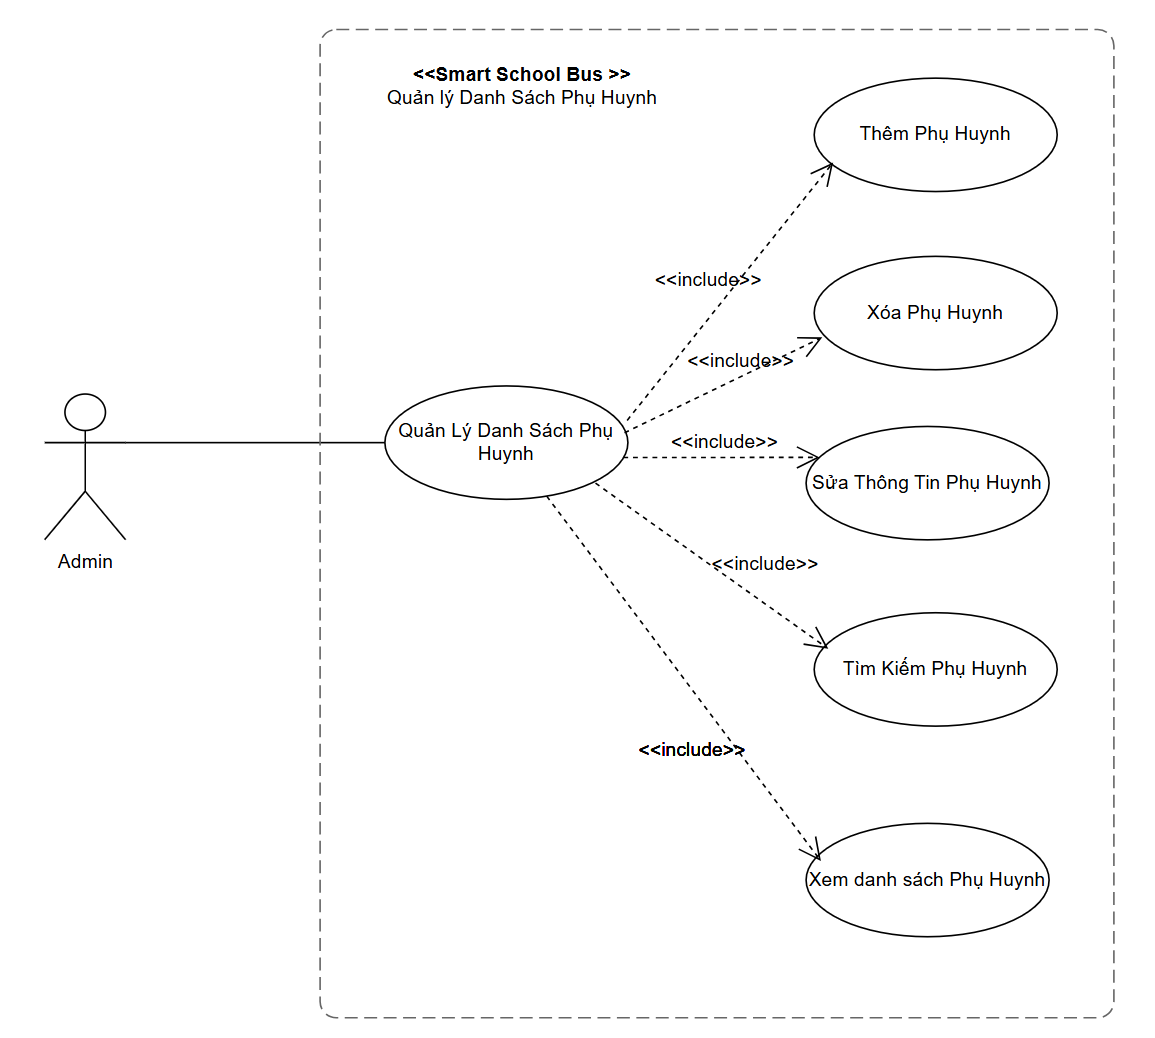 <<Smart School Bus >>
Quản lý Danh Sách Phụ Huynh
Thêm Phụ Huynh
<<include>>
Xóa Phụ Huynh
<<include>>
Quản Lý Danh Sách Phụ
Huynh
<<include>>
Sửa Thông Tin Phụ Huynh
Admin
<<include>>
Tìm Kiếm Phụ Huynh
<<include>>
Xem danh sách Phụ Huynh